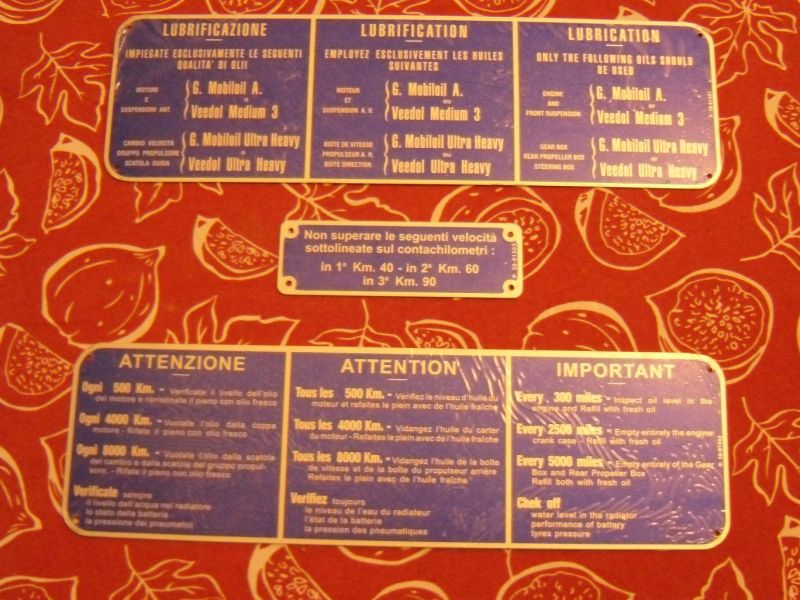 LUBRIFICAZIONE
IMPIEGATE ESCLUSIVAMENTE LE SEGUENTI
QUALITA' DI OLII
MOTORE
E
SUSPENSIONI ANT.
G. Mobiloil A.
o
Veedol Medium 3
CAMBIO VELOCITÀ
GRUPPO PROPULSORE
SCATOLA GUIDA
G. Mobiloil Ultra Heavy
o
Veedol Ultra Heavy
LUBRIFICATION
EMPLOYEZ ESCLUSIVEMENT LES HUILES
SUIVANTES
MOTEUR
ET
SUSPENSION A.V.
G. Mobiloil A.
ou
Veedol Medium 3
BOÎTE DE VITESSE
PROPULSEUR A.R.
BOÎTE DIRECTION
G. Mobiloil Ultra Heavy
ou
Veedol Ultra Heavy
LUBRICATION
ONLY THE FOLLOWING OILS SHOULD
BE USED
ENGINE
AND
FRONT SUSPENSION
G. Mobiloil A.
or
Veedol Medium 3
GEAR BOX
REAR PROPELLER BOX
STEERING BOX
G. Mobiloil Ultra Heavy
or
Veedol Ultra Heavy
Non superare le seguenti velocità
sottolineate sul contachilometri :
in 1ª Km. 40 - in 2ª Km. 60
in 3ª Km. 90
ATTENZIONE
Ogni 500 Km. - Verificate il livello dell'olio
del motore e ripristinate il pieno con olio fresco
Ogni 4000 Km. - Vuotate l'olio dalla coppa
motore - Rifate il pieno con olio fresco
Ogni 8000 Km. - Vuotate l'olio dalla scatola
del cambio e dalla scatola del gruppo propul-
sore. - Rifate il pieno con olio fresco
Verificate sempre
il livello dell'acqua nel radiatore
lo stato della batteria
la pressione dei pneumatici
ATTENTION
Tous les 500 Km. - Verifiez le niveau d'huile du
moteur et refaites le plein avec de l'huile fraîche
Tous les 4000 Km. - Vidangez l'huile du carter
du moteur - Refaites le plein avec de l'huile fraîche
Tous les 8000 Km. - Vidangez l'huile de la boîte
de vitesse et de la boîte du propulseur arrière
Refaites le plein avec de l'huile fraîche
Verifiez toujours
le niveau de l'eau du radiateur
l'état de la batterie
la pression des pneumatiques
IMPORTANT
Every 300 miles - Inspect oil level in the
engine and Refill with fresh oil
Every 2500 miles - Empty entirely the engine
crank case - Refill with fresh oil
Every 5000 miles - Empty entirely of the Gear
Box and Rear Propeller Box
Refill both with fresh oil
Chek off
water level in the radiator
performance of battery
tyres pressure